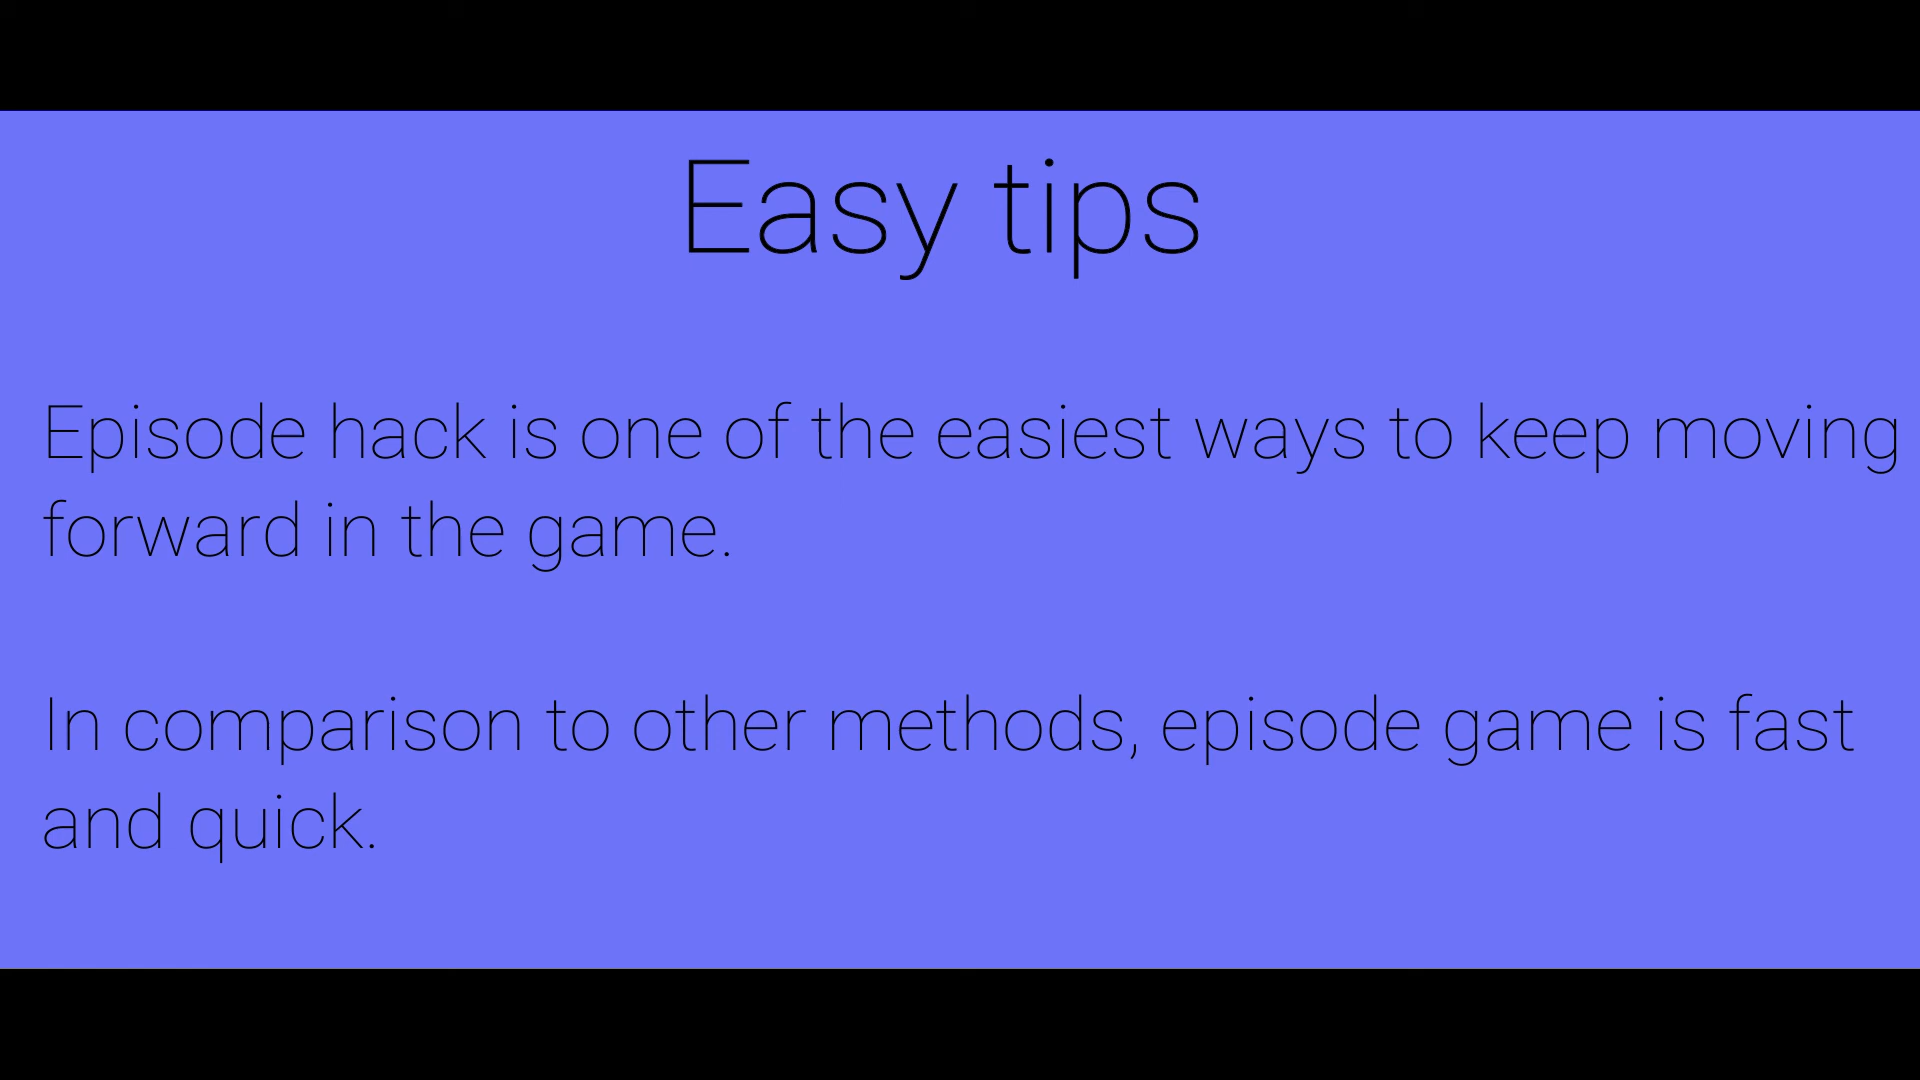 Easy tips
Episode hack is one of the easiest ways to keep moving
forward in the game.
In comparison to other methods, episode game is fast
and quick.